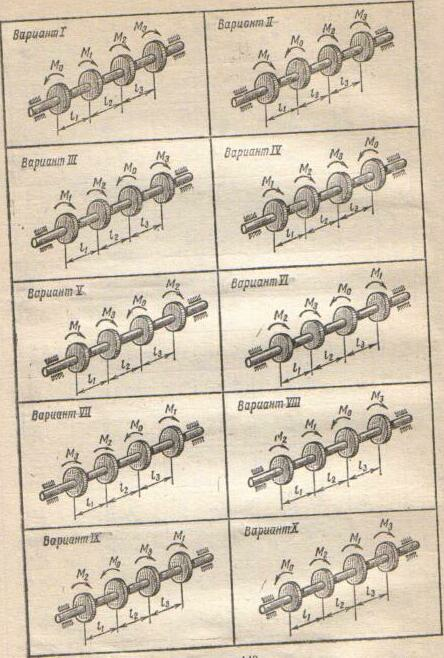 Вариант I
M₀ M₁ M₂ M₃
l₁ l₂ l₃
Вариант II
M₁ M₀ M₂ M₃
l₁ l₃ l₃
Вариант III
M₁ M₂ M₀ M₃
l₁ l₂ l₃
Вариант IV
M₁ M₂ M₃ M₀
l₁ l₂ l₃
Вариант V
M₁ M₃ M₀ M₂
l₁ l₂ l₃
Вариант VI
M₂ M₃ M₀ M₁
l₁ l₂ l₃
Вариант VII
M₃ M₂ M₀ M₁
l₁ l₂ l₃
Вариант VIII
M₂ M₁ M₀ M₃
l₁ l₂ l₃
Вариант IX
M₂ M₀ M₃ M₁
l₁ l₂ l₃
Вариант X
M₀ M₂ M₁ M₃
l₁ l₂ l₃